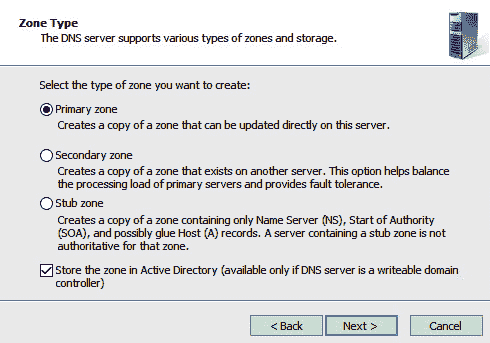 Zone Type
The DNS server supports various types of zones and storage.
Select the type of zone you want to create:
Primary zone
Creates a copy of a zone that can be updated directly on this server.
Secondary zone
Creates a copy of a zone that exists on another server. This option helps balance
the processing load of primary servers and provides fault tolerance.
Stub zone
Creates a copy of a zone containing only Name Server (NS), Start of Authority
(SOA), and possibly glue Host (A) records. A server containing a stub zone is not
authoritative for that zone.
Store the zone in Active Directory (available only if DNS server is a writeable domain
controller)
< Back
Next >
Cancel